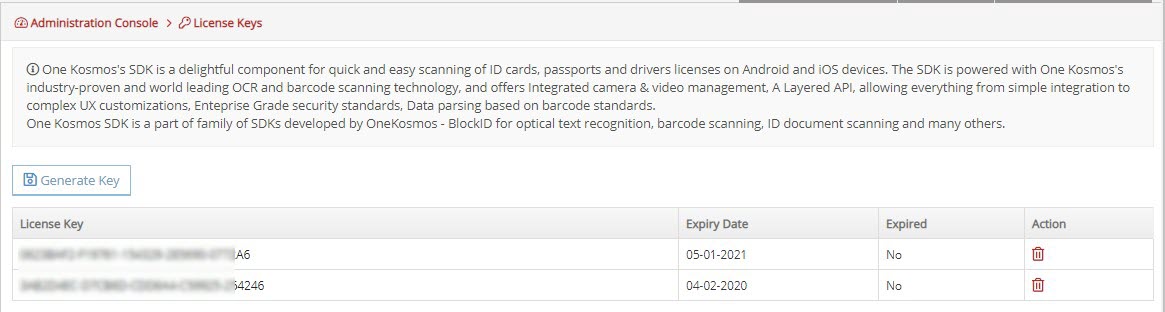 Administration Console > License Keys
One Kosmos's SDK is a delightful component for quick and easy scanning of ID cards, passports and drivers licenses on Android and iOS devices. The SDK is powered with One Kosmos's
industry-proven and world leading OCR and barcode scanning technology, and offers Integrated camera & video management, A Layered API, allowing everything from simple integration to
complex UX customizations, Enteprise Grade security standards, Data parsing based on barcode standards.
One Kosmos SDK is a part of family of SDKs developed by OneKosmos - BlockID for optical text recognition, barcode scanning, ID document scanning and many others.
Generate Key
License Key Expiry Date Expired Action
A6 05-01-2021 No
54246 04-02-2020 No